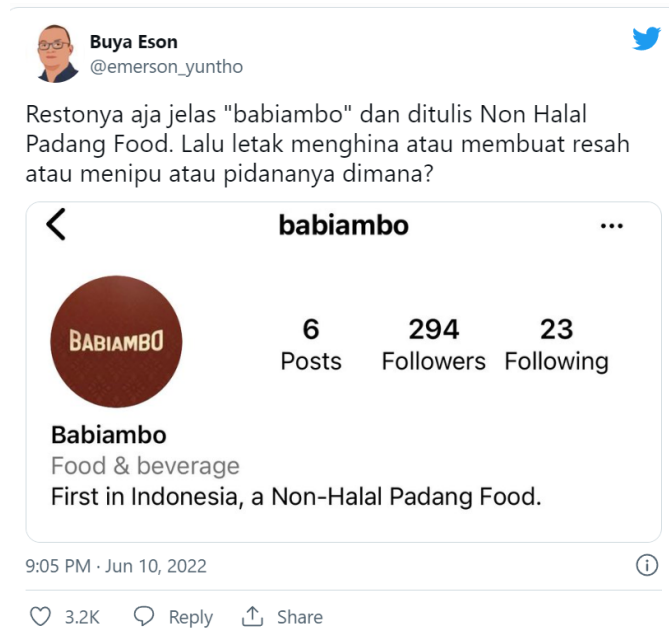 Buya Eson
@emerson_yuntho
Restonya aja jelas "babiambo" dan ditulis Non Halal
Padang Food. Lalu letak menghina atau membuat resah
atau menipu atau pidananya dimana?
babiambo
BABIAMBO
6 294 23
Posts Followers Following
Babiambo
Food & beverage
First in Indonesia, a Non-Halal Padang Food.
9:05 PM · Jun 10, 2022
3.2K Reply Share